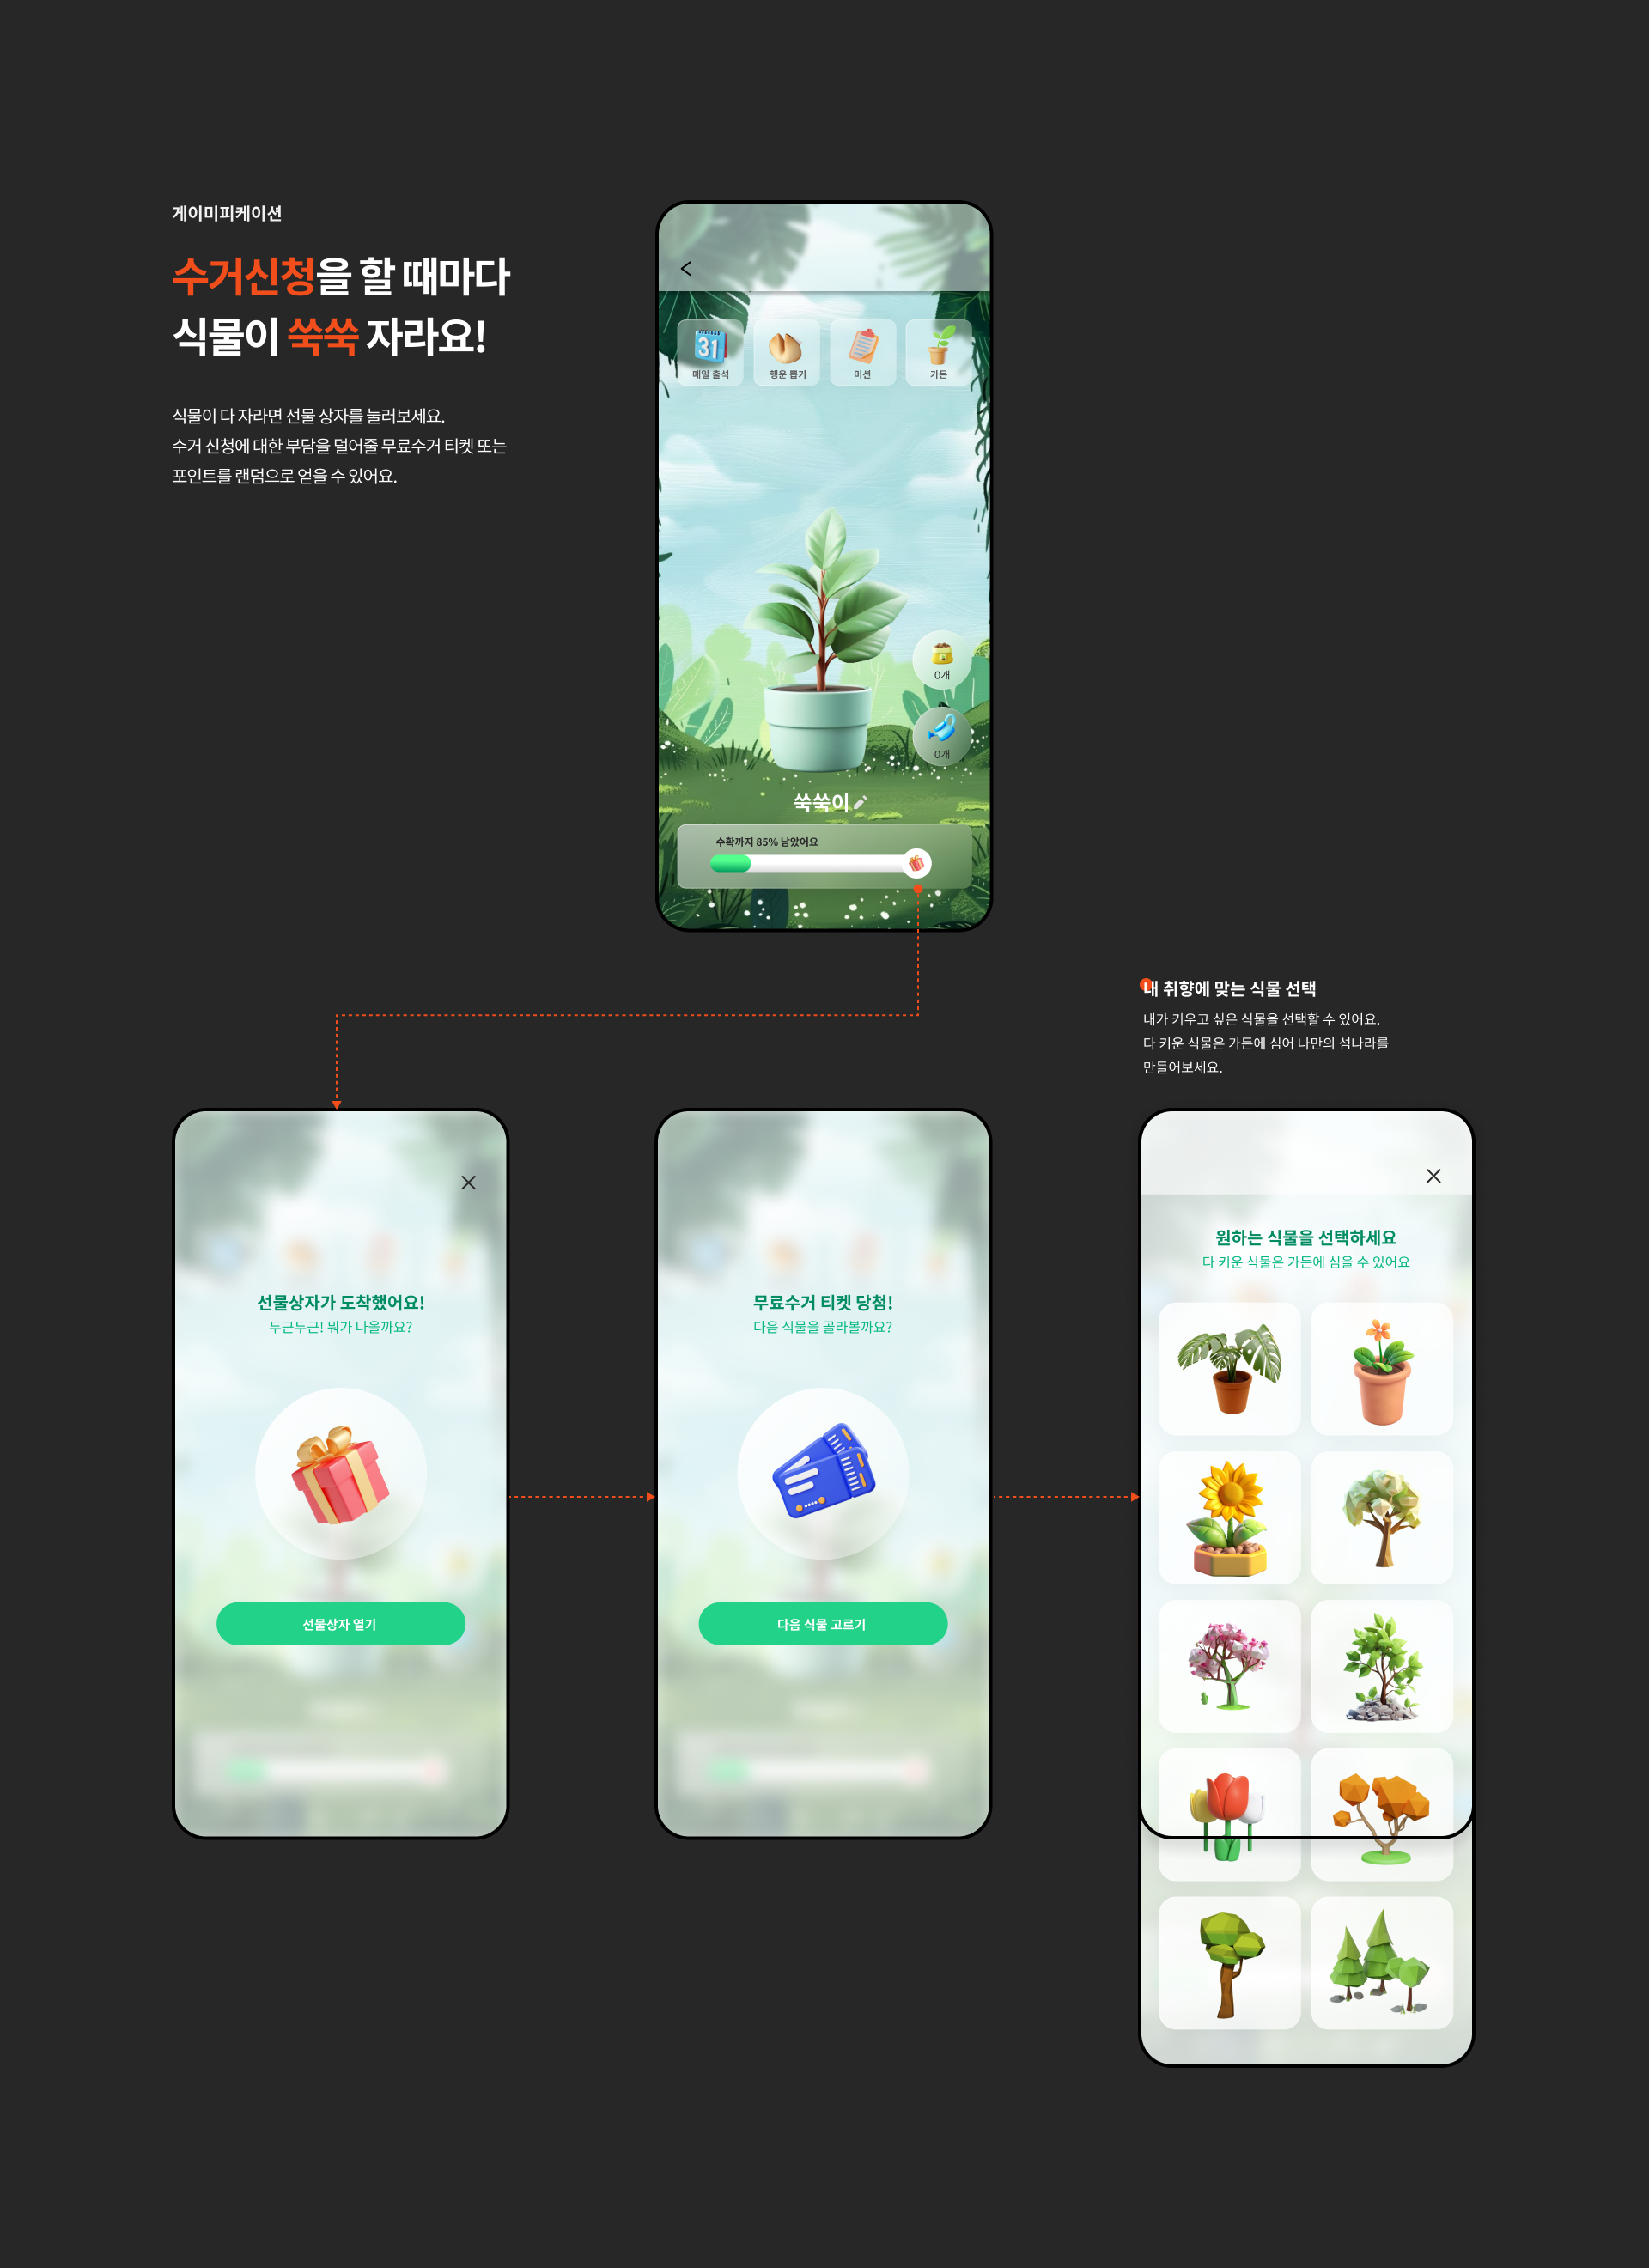 게이미피케이션
수거신청을 할 때마다
식물이 쑥쑥 자라요!
식물이 다 자라면 선물 상자를 눌러보세요.
수거 신청에 대한 부담을 덜어줄 무료수거 티켓 또는
포인트를 랜덤으로 얻을 수 있어요.
31
매일 출석
행운 뽑기
미션
가든
0개
0개
쑥쑥이
수확까지 85% 남았어요
내 취향에 맞는 식물 선택
내가 키우고 싶은 식물을 선택할 수 있어요.
다 키운 식물은 가든에 심어 나만의 섬나라를
만들어보세요.
선물상자가 도착했어요!
두근두근! 뭐가 나올까요?
선물상자 열기
무료수거 티켓 당첨!
다음 식물을 골라볼까요?
다음 식물 고르기
원하는 식물을 선택하세요
다 키운 식물은 가든에 심을 수 있어요